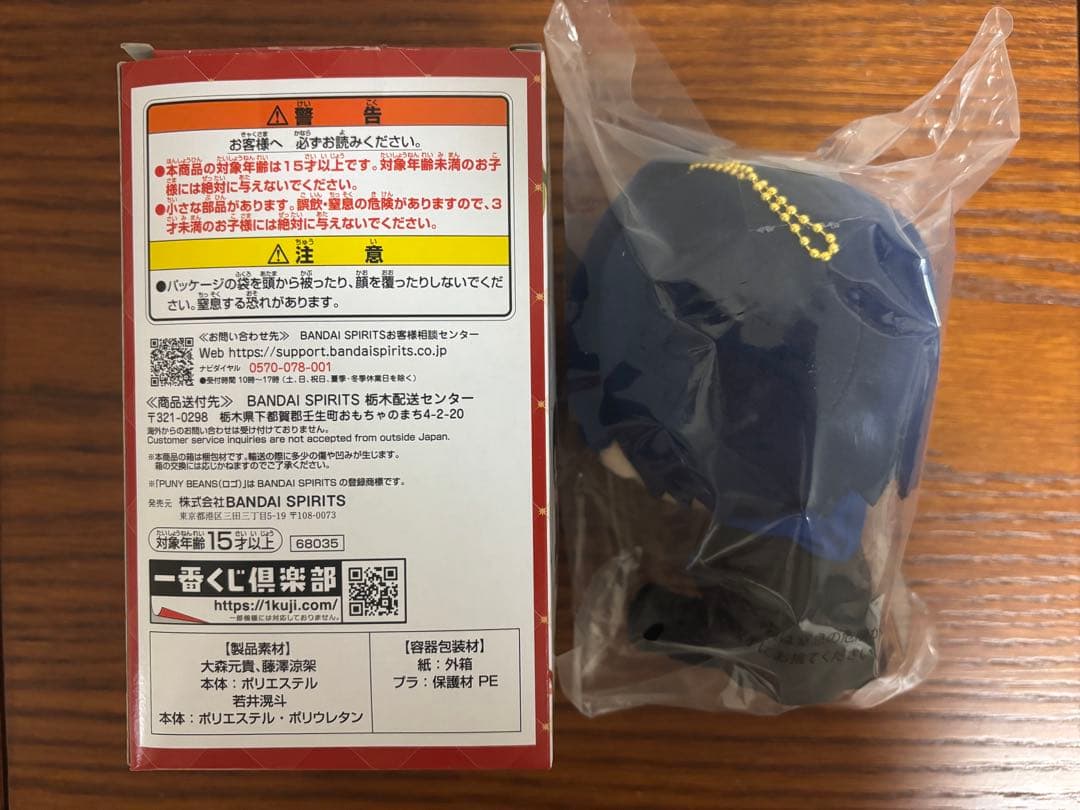 警告
お客様へ 必ずお読みください。
●本商品の対象年齢は15才以上です。対象年齢未満のお子
様には絶対に与えないでください。
●小さな部品があります。誤飲・窒息の危険がありますので、3
才未満のお子様には絶対に与えないでください。
注意
●パッケージの袋を頭から被ったり、顔を覆ったりしないでくだ
さい。窒息する恐れがあります。
≪お問い合わせ先≫ BANDAI SPIRITSお客様相談センター
Web https://support.bandaispirits.co.jp
ナビダイヤル 0570-078-001
●受付時間 10時〜17時(土、日、祝日、夏季・冬季休業日を除く)
≪商品送付先≫ BANDAI SPIRITS 栃木配送センター
〒321-0298 栃木県下都賀郡壬生町おもちゃのまち4-2-20
海外からのお問い合わせは受け付けておりません。
Customer service inquiries are not accepted from outside Japan.
※本商品の箱は梱包材です。輸送の際に多少の傷や凹みが生じます。
箱の交換には応じかねますのでご了承ください。
※「PUNY BEANS(ロゴ)」は BANDAI SPIRITS の登録商標です。
発売元 株式会社BANDAI SPIRITS
東京都港区三田三丁目5-19 〒108-0073
対象年齢15才以上 68035
一番くじ倶楽部
https://1kuji.com/
一部機種には対応しておりません。
【製品素材】
大森元貴、藤澤涼架
本体：ポリエステル
若井滉斗
本体：ポリエステル・ポリウレタン
【容器包装材】
紙：外箱
プラ：保護材 PE
お捨てください